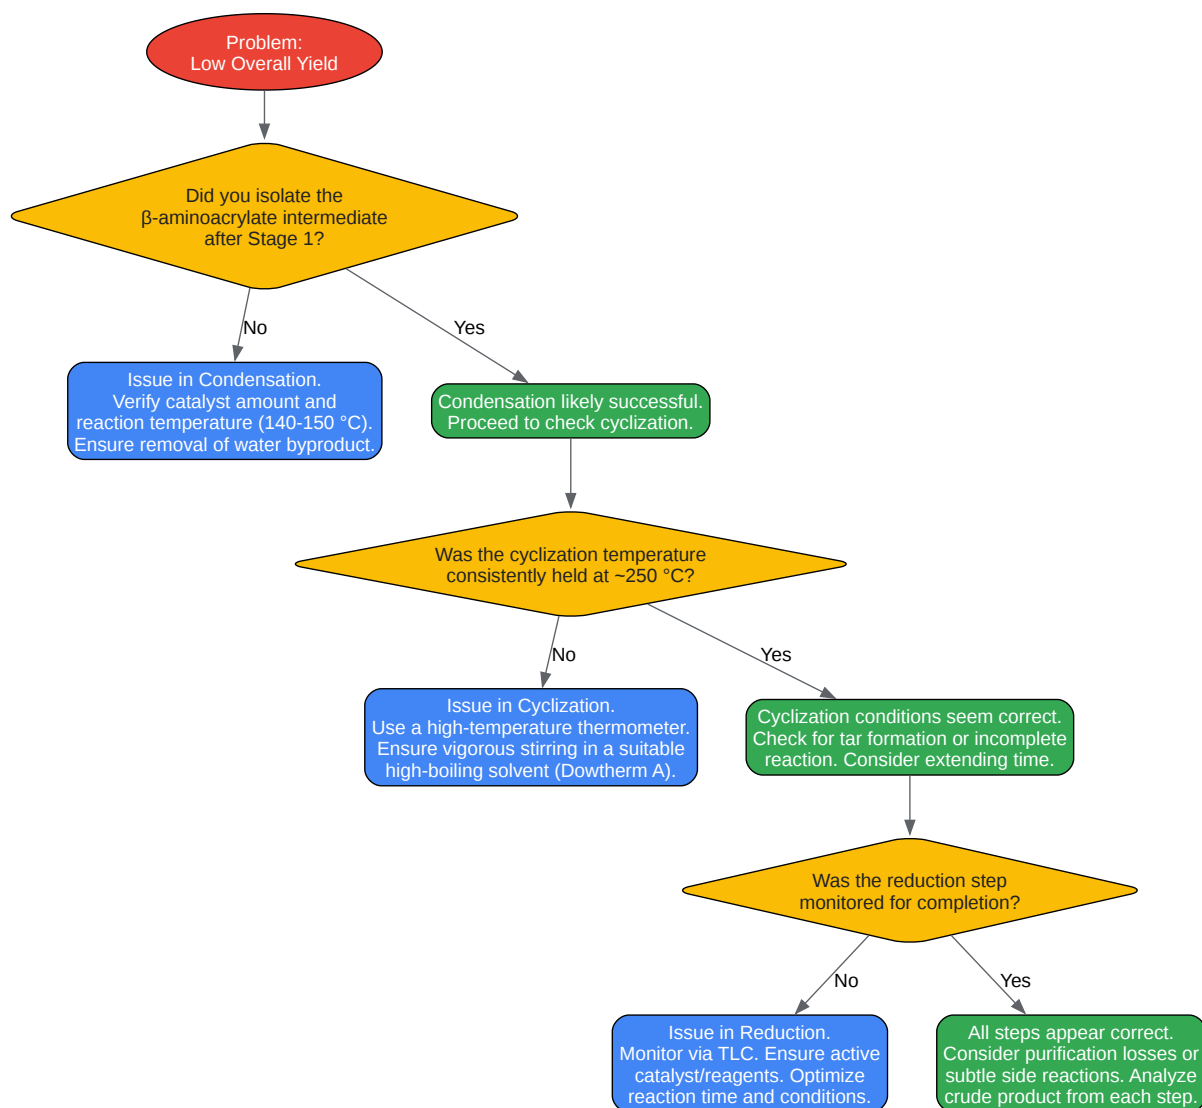 Problem:
Low Overall Yield
Did you isolate the
β-aminoacrylate intermediate
after Stage 1?
No
Yes
Issue in Condensation.
Verify catalyst amount and
reaction temperature (140-150 °C).
Ensure removal of water byproduct.
Condensation likely successful.
Proceed to check cyclization.
Was the cyclization temperature
consistently held at ~250 °C?
No
Yes
Issue in Cyclization.
Use a high-temperature thermometer.
Ensure vigorous stirring in a suitable
high-boiling solvent (Dowtherm A).
Cyclization conditions seem correct.
Check for tar formation or incomplete
reaction. Consider extending time.
Was the reduction step
monitored for completion?
No
Yes
Issue in Reduction.
Monitor via TLC. Ensure active
catalyst/reagents. Optimize
reaction time and conditions.
All steps appear correct.
Consider purification losses or
subtle side reactions. Analyze
crude product from each step.